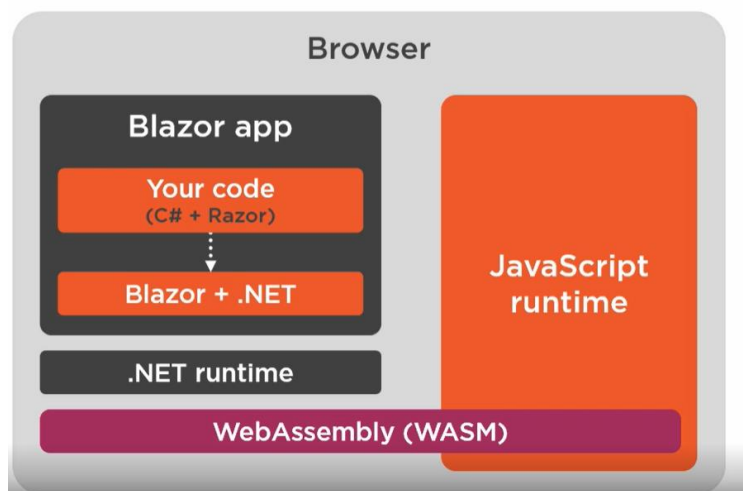 Browser
Blazor app
Your code
(C# + Razor)
Blazor + .NET
.NET runtime
JavaScript
runtime
WebAssembly (WASM)